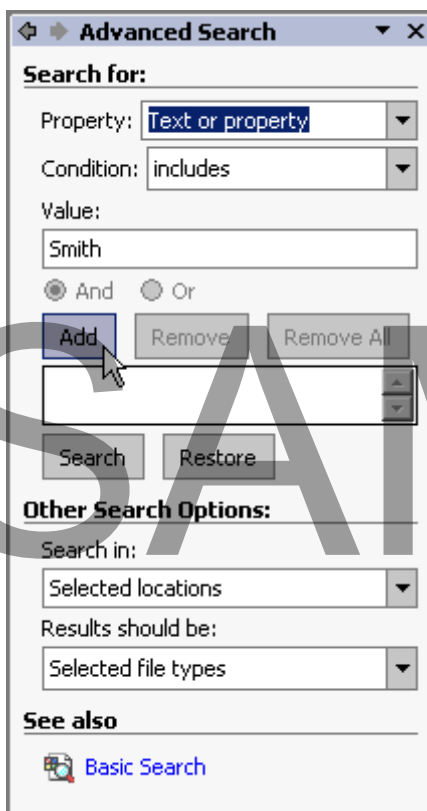 Advanced Search
Search for:
Property: Text or property
Condition: includes
Value:
Smith
And Or
Add Remove Remove All
Search Restore
Other Search Options:
Search in:
Selected locations
Results should be:
Selected file types
See also
Basic Search